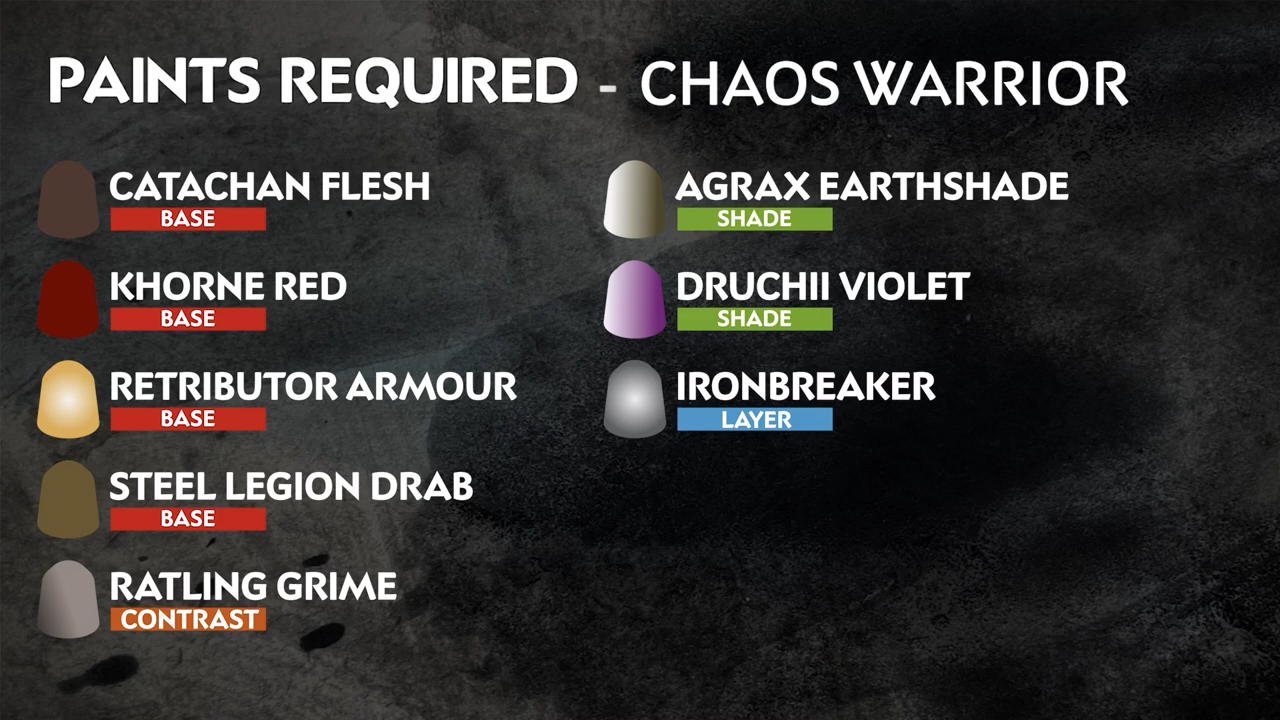 PAINTS REQUIRED - CHAOS WARRIOR
CATACHAN FLESH
BASE
KHORNE RED
BASE
RETRIBUTOR ARMOUR
BASE
STEEL LEGION DRAB
BASE
RATLING GRIME
CONTRAST
AGRAX EARTHSHADE
SHADE
DRUCHII VIOLET
SHADE
IRONBREAKER
LAYER